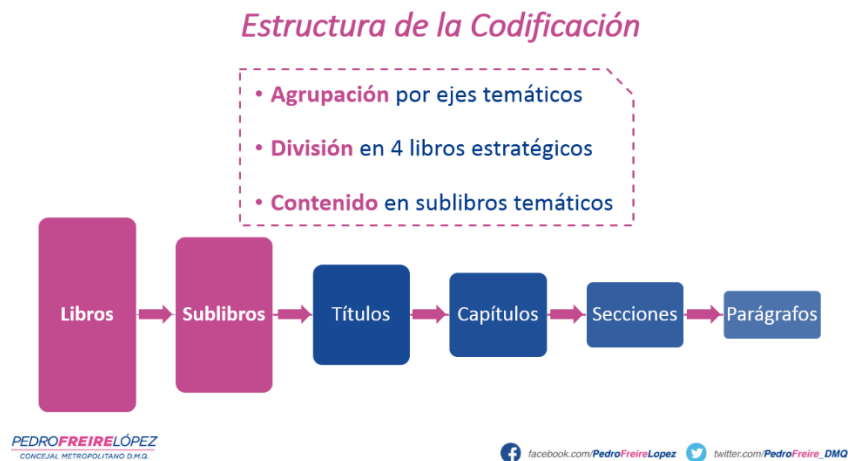 Estructura de la Codificación
• Agrupación por ejes temáticos
• División en 4 libros estratégicos
• Contenido en sublibros temáticos
Libros
Sublibros
Títulos
Capítulos
Secciones
Parágrafos
PEDROFREIRELÓPEZ
CONCEJAL METROPOLITANO D.M.Q.
facebook.com/PedroFreireLopez
twitter.com/PedroFreire_DMQ